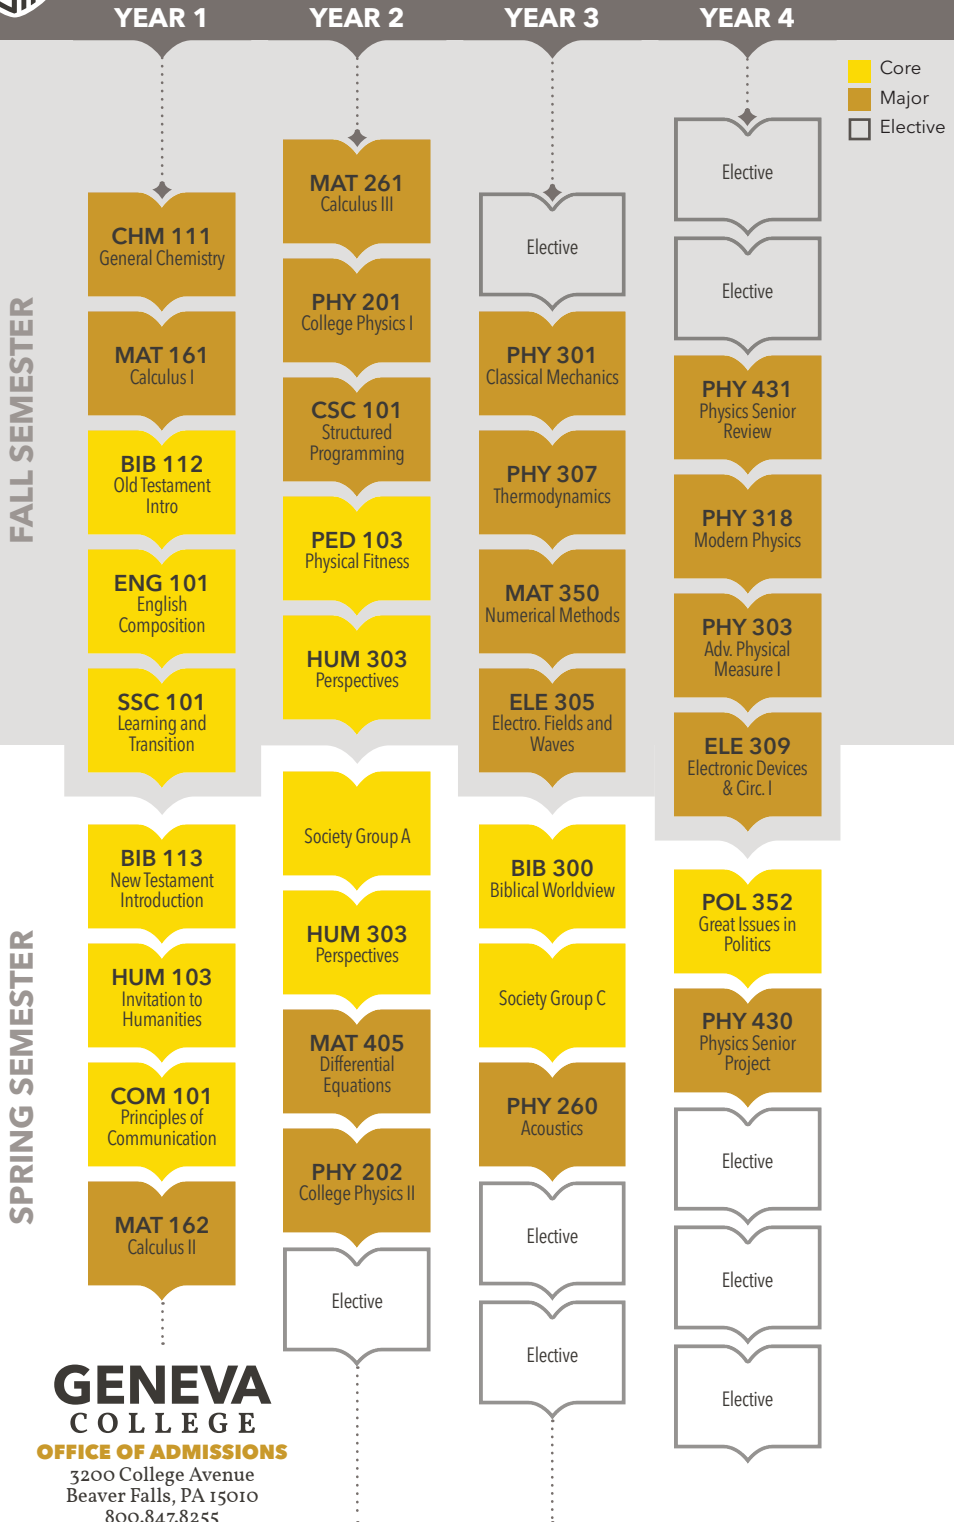 YEAR 1
YEAR 2
YEAR 3
YEAR 4
Core
Major
Elective
FALL SEMESTER
SPRING SEMESTER
CHM 111
General Chemistry
MAT 161
Calculus I
BIB 112
Old Testament
Intro
ENG 101
English
Composition
SSC 101
Learning and
Transition
BIB 113
New Testament
Introduction
HUM 103
Invitation to
Humanities
COM 101
Principles of
Communication
MAT 162
Calculus II
MAT 261
Calculus III
PHY 201
College Physics I
CSC 101
Structured
Programming
PED 103
Physical Fitness
HUM 303
Perspectives
Society Group A
HUM 303
Perspectives
MAT 405
Differential
Equations
PHY 202
College Physics II
Elective
Elective
PHY 301
Classical Mechanics
PHY 307
Thermodynamics
MAT 350
Numerical Methods
ELE 305
Electro. Fields and
Waves
BIB 300
Biblical Worldview
Society Group C
PHY 260
Acoustics
Elective
Elective
Elective
Elective
PHY 431
Physics Senior
Review
PHY 318
Modern Physics
PHY 303
Adv. Physical
Measure I
ELE 309
Electronic Devices
& Circ. I
POL 352
Great Issues in
Politics
PHY 430
Physics Senior
Project
Elective
Elective
Elective
GENEVA
COLLEGE
OFFICE OF ADMISSIONS
3200 College Avenue
Beaver Falls, PA 15010
800.847.8255